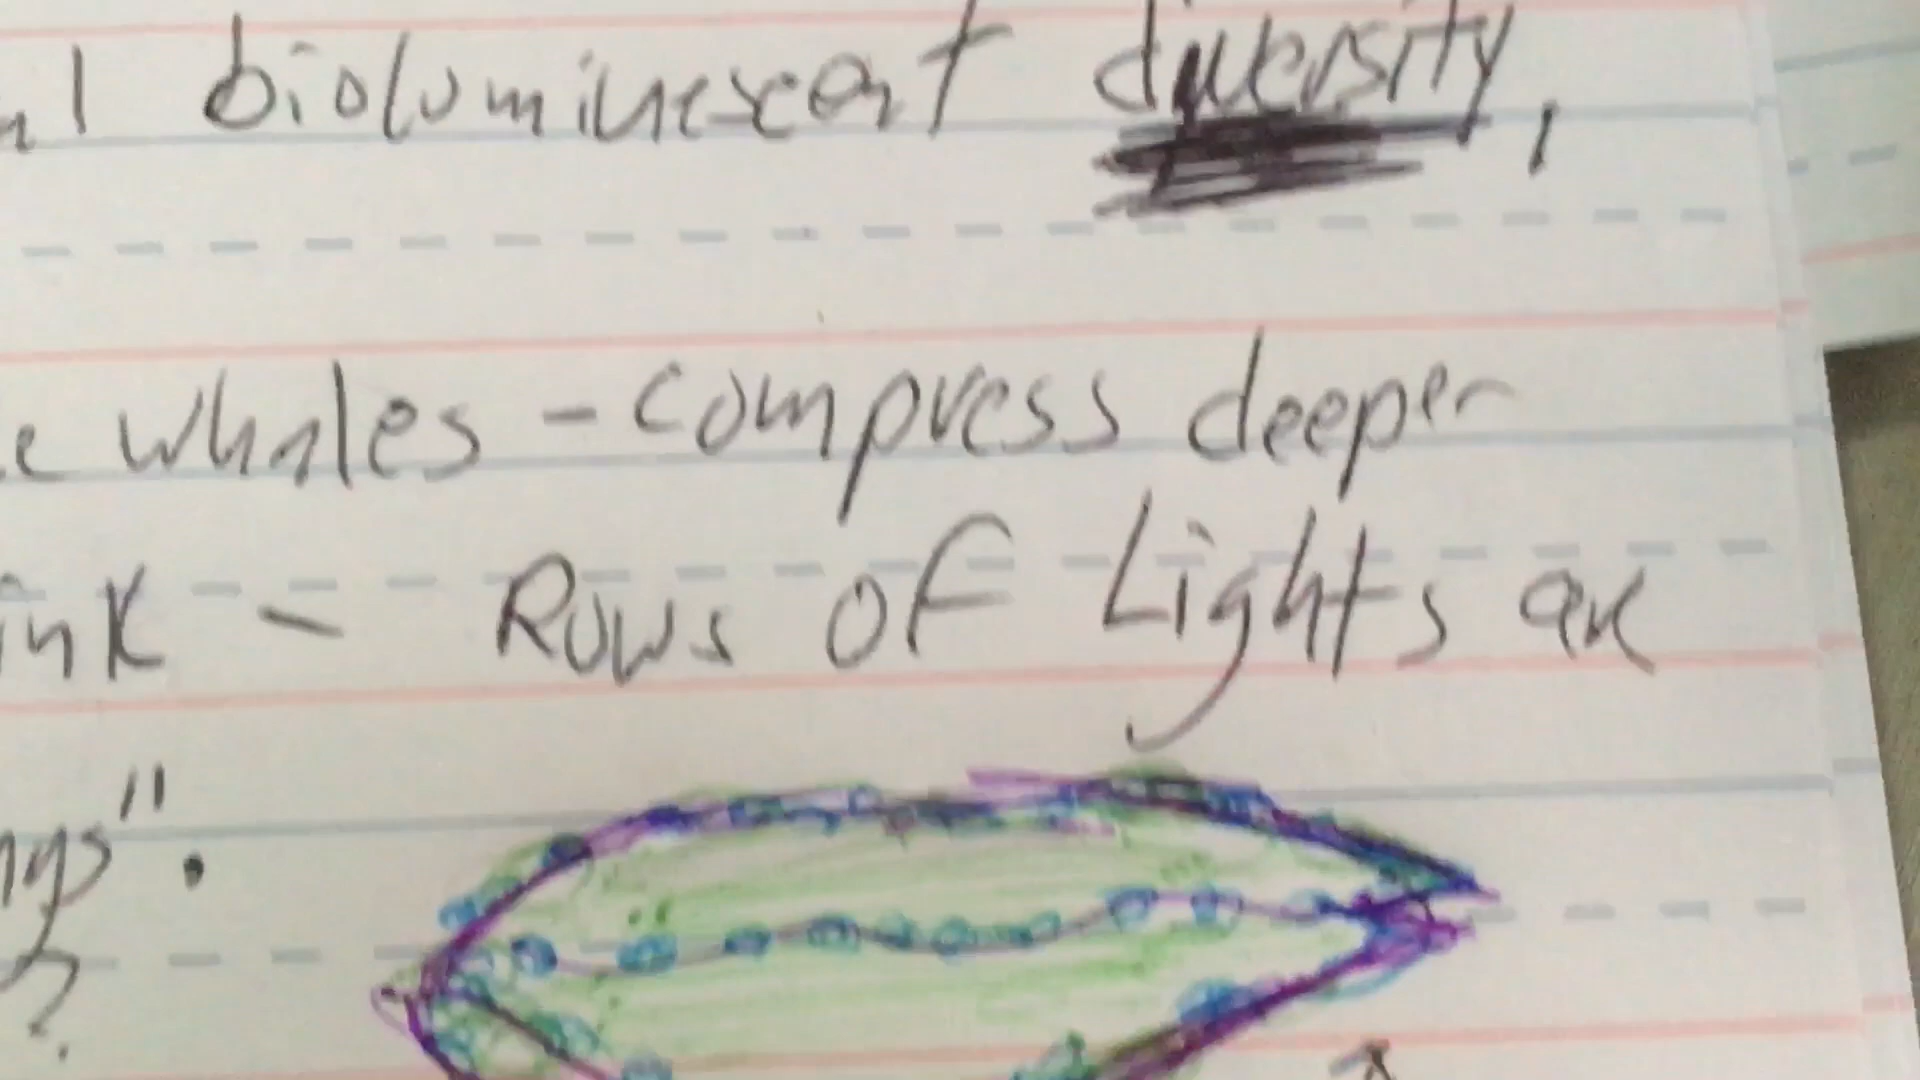 bioluminescent diversity,
whales - compress deeper
- Rows of Lights are